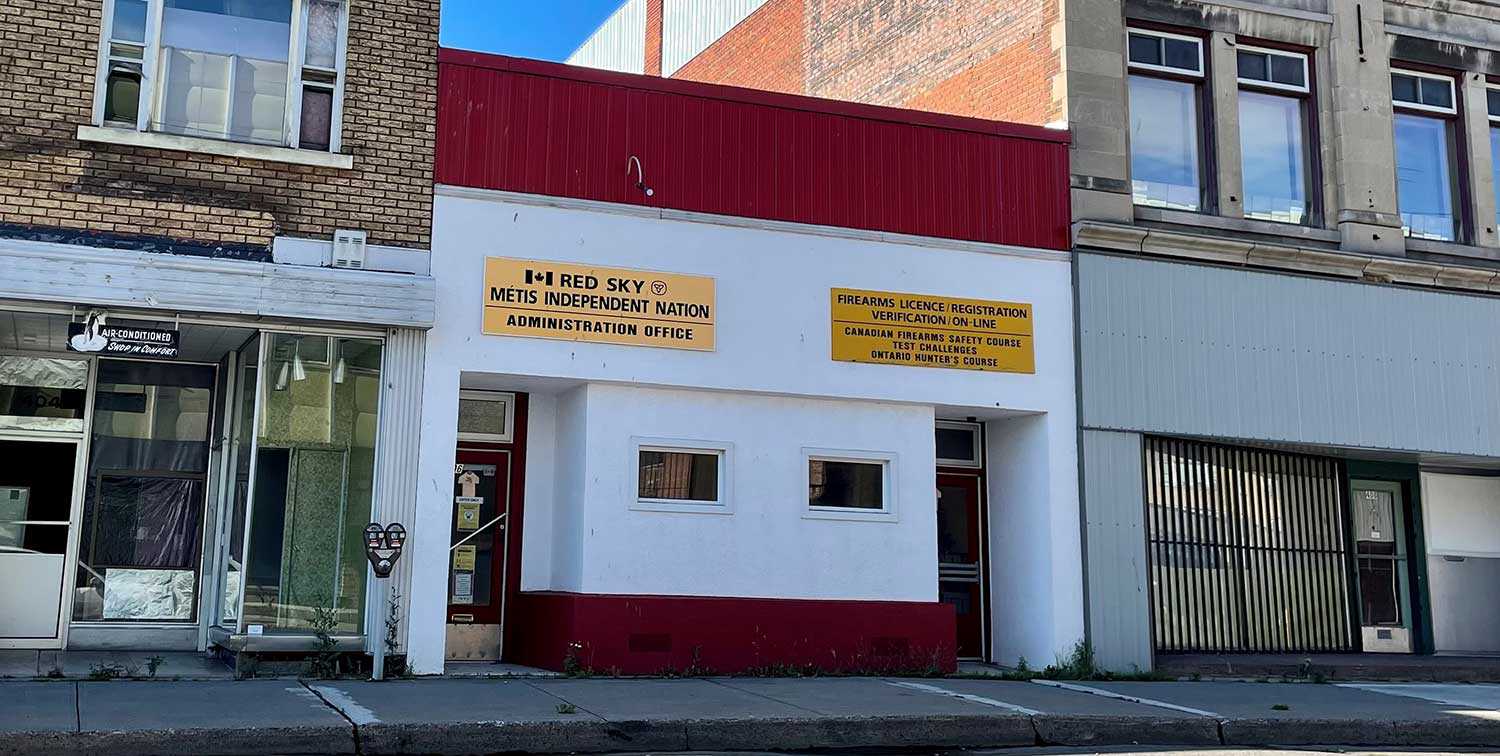 AIR-CONDITIONED
SHOP IN COMFORT
404
RED SKY
MÉTIS INDEPENDENT NATION
ADMINISTRATION OFFICE
FIREARMS LICENCE/REGISTRATION
VERIFICATION/ON-LINE
CANADIAN FIREARMS SAFETY COURSE
TEST CHALLENGES
ONTARIO HUNTER'S COURSE